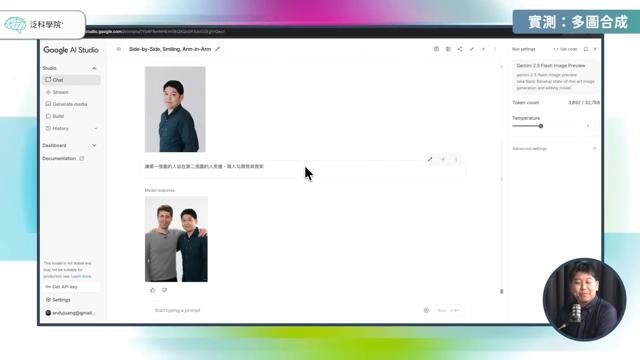 泛科學院
實測：多圖合成
Google AI Studio
Studio
Chat
Stream
Generate media
Build
History
Dashboard
Documentation
This model is not stable and
may not be suitable for
production use. Learn more.
Get API key
Settings
andyjuang@gmail...
Side-by-Side, Smiling, Arm-in-Arm
讓第一張圖的人站在第二張圖的人旁邊，兩人勾肩搭背微笑
Model response
Start typing a prompt
Run
Run settings
Get code
Gemini 2.5 Flash Image Preview
gemini-2.5-flash-image-preview
(aka Nano Banana) state-of-the-art image
generation and editing model.
Token count
3,892 / 32,768
Temperature
1
Advanced settings